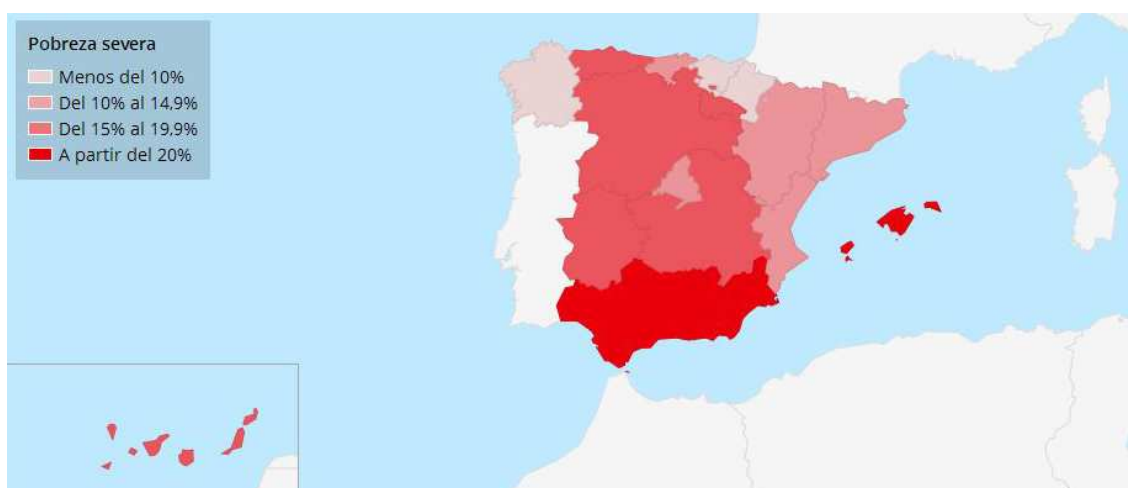 Pobreza severa
Menos del 10%
Del 10% al 14,9%
Del 15% al 19,9%
A partir del 20%